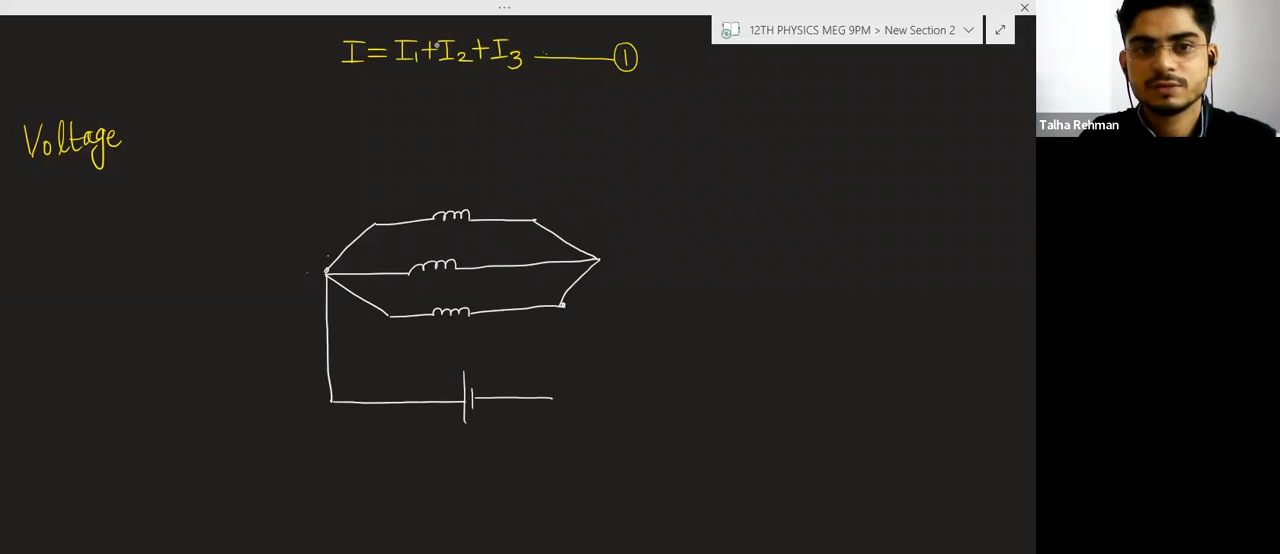 I = I₁ + I₂ + I₃ ——— ①
12TH PHYSICS MEG 9PM > New Section 2
Talha Rehman
Voltage